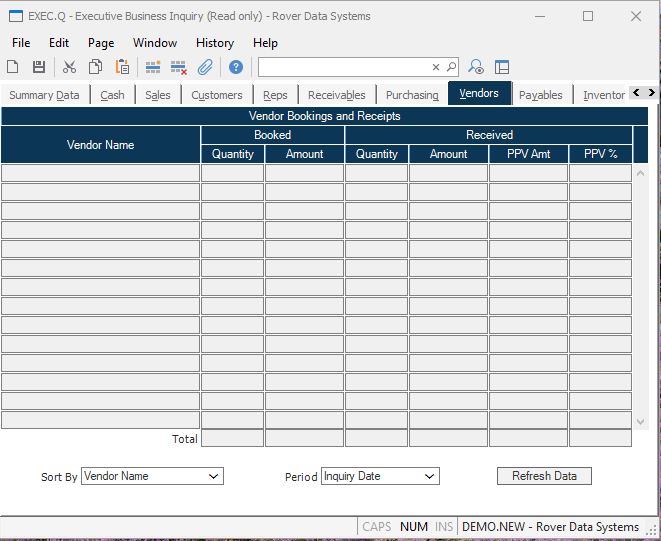 EXEC.Q - Executive Business Inquiry (Read only) - Rover Data Systems
File Edit Page Window History Help
Summary Data Cash Sales Customers Reps Receivables Purchasing Vendors Payables Inventor
Vendor Bookings and Receipts
Vendor Name Booked Received
Quantity Amount Quantity Amount PPV Amt PPV %
Total
Sort By Vendor Name Period Inquiry Date Refresh Data
CAPS NUM INS DEMO.NEW - Rover Data Systems